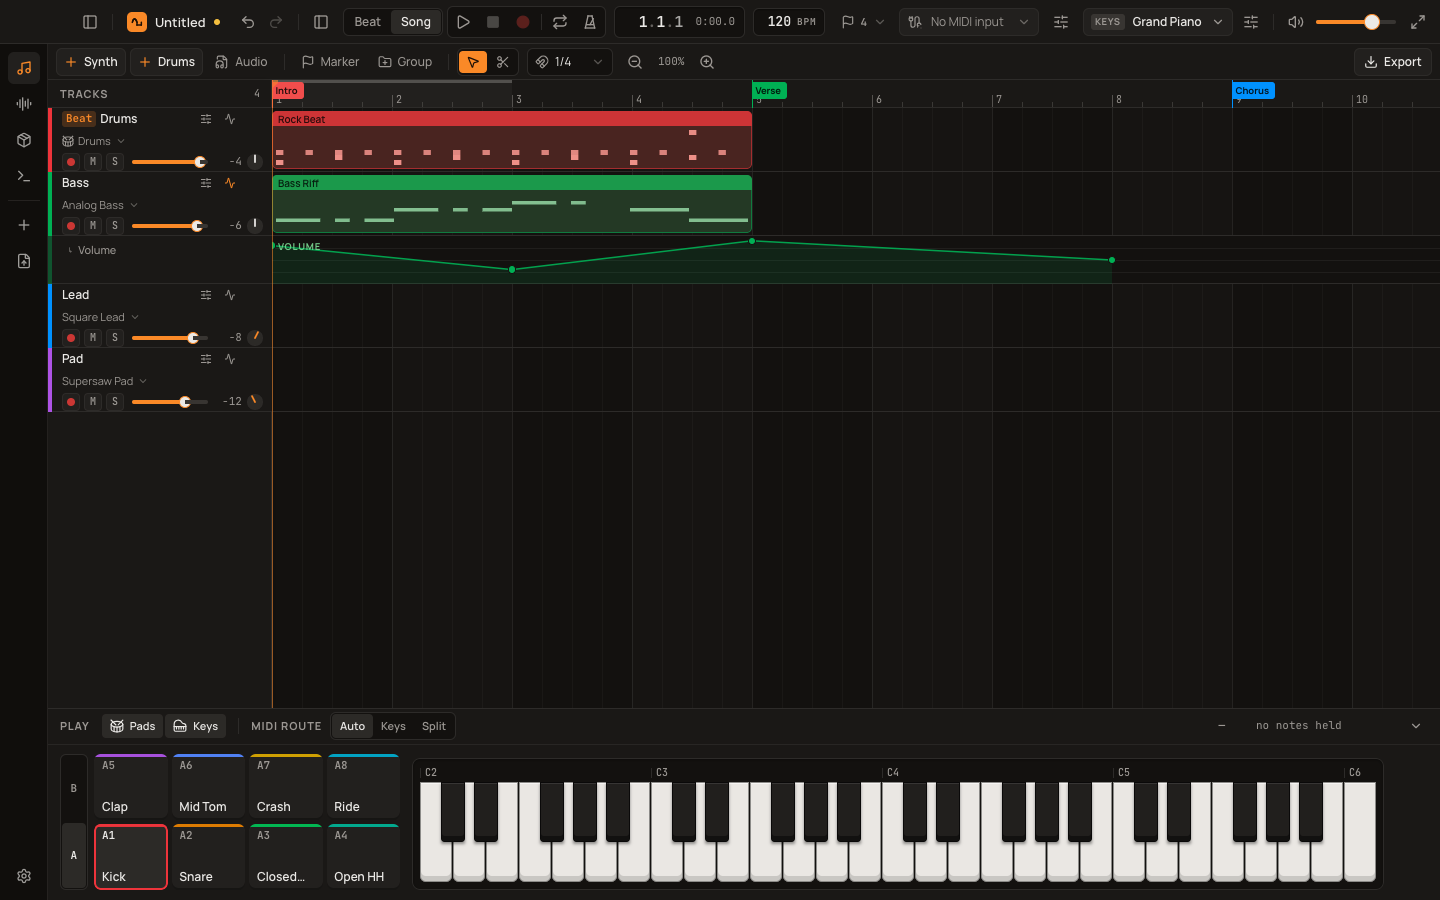 Untitled
Beat Song
1.1.1 0:00.0
120 BPM
4
No MIDI input
KEYS Grand Piano
Synth
Drums
Audio
Marker
Group
1/4
100%
Export
TRACKS 4
Intro Verse Chorus
1 2 3 4 5 6 7 8 9 10
Beat Drums
Drums
M S -4
Rock Beat
Bass
Analog Bass
M S -6
Bass Riff
Volume
VOLUME
Lead
Square Lead
M S -8
Pad
Supersaw Pad
M S -12
PLAY Pads Keys MIDI ROUTE Auto Keys Split – no notes held
B
A5 A6 A7 A8
Clap Mid Tom Crash Ride
A
A1 A2 A3 A4
Kick Snare Closed... Open HH
C2 C3 C4 C5 C6